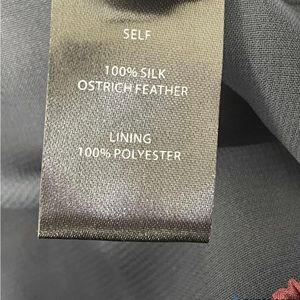 SELF
100% SILK
OSTRICH FEATHER
LINING
100% POLYESTER